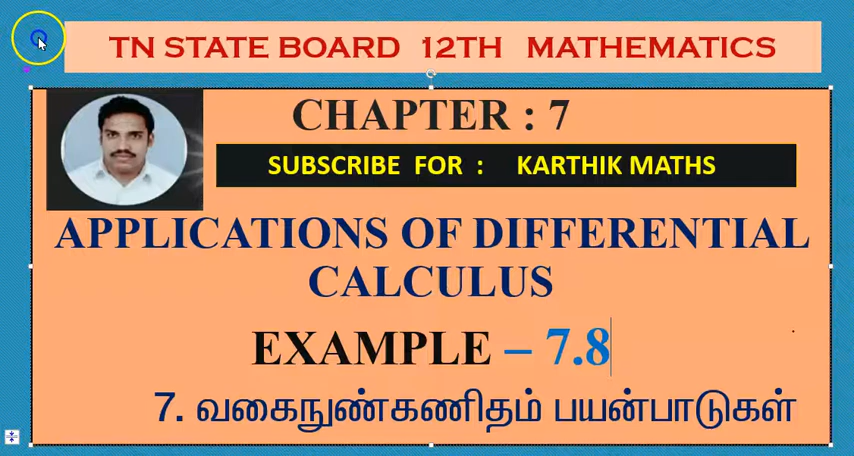 TN STATE BOARD 12TH MATHEMATICS
CHAPTER : 7
SUBSCRIBE FOR : KARTHIK MATHS
APPLICATIONS OF DIFFERENTIAL
CALCULUS
EXAMPLE – 7.8
7. வகைநுண்கணிதம் பயன்பாடுகள்